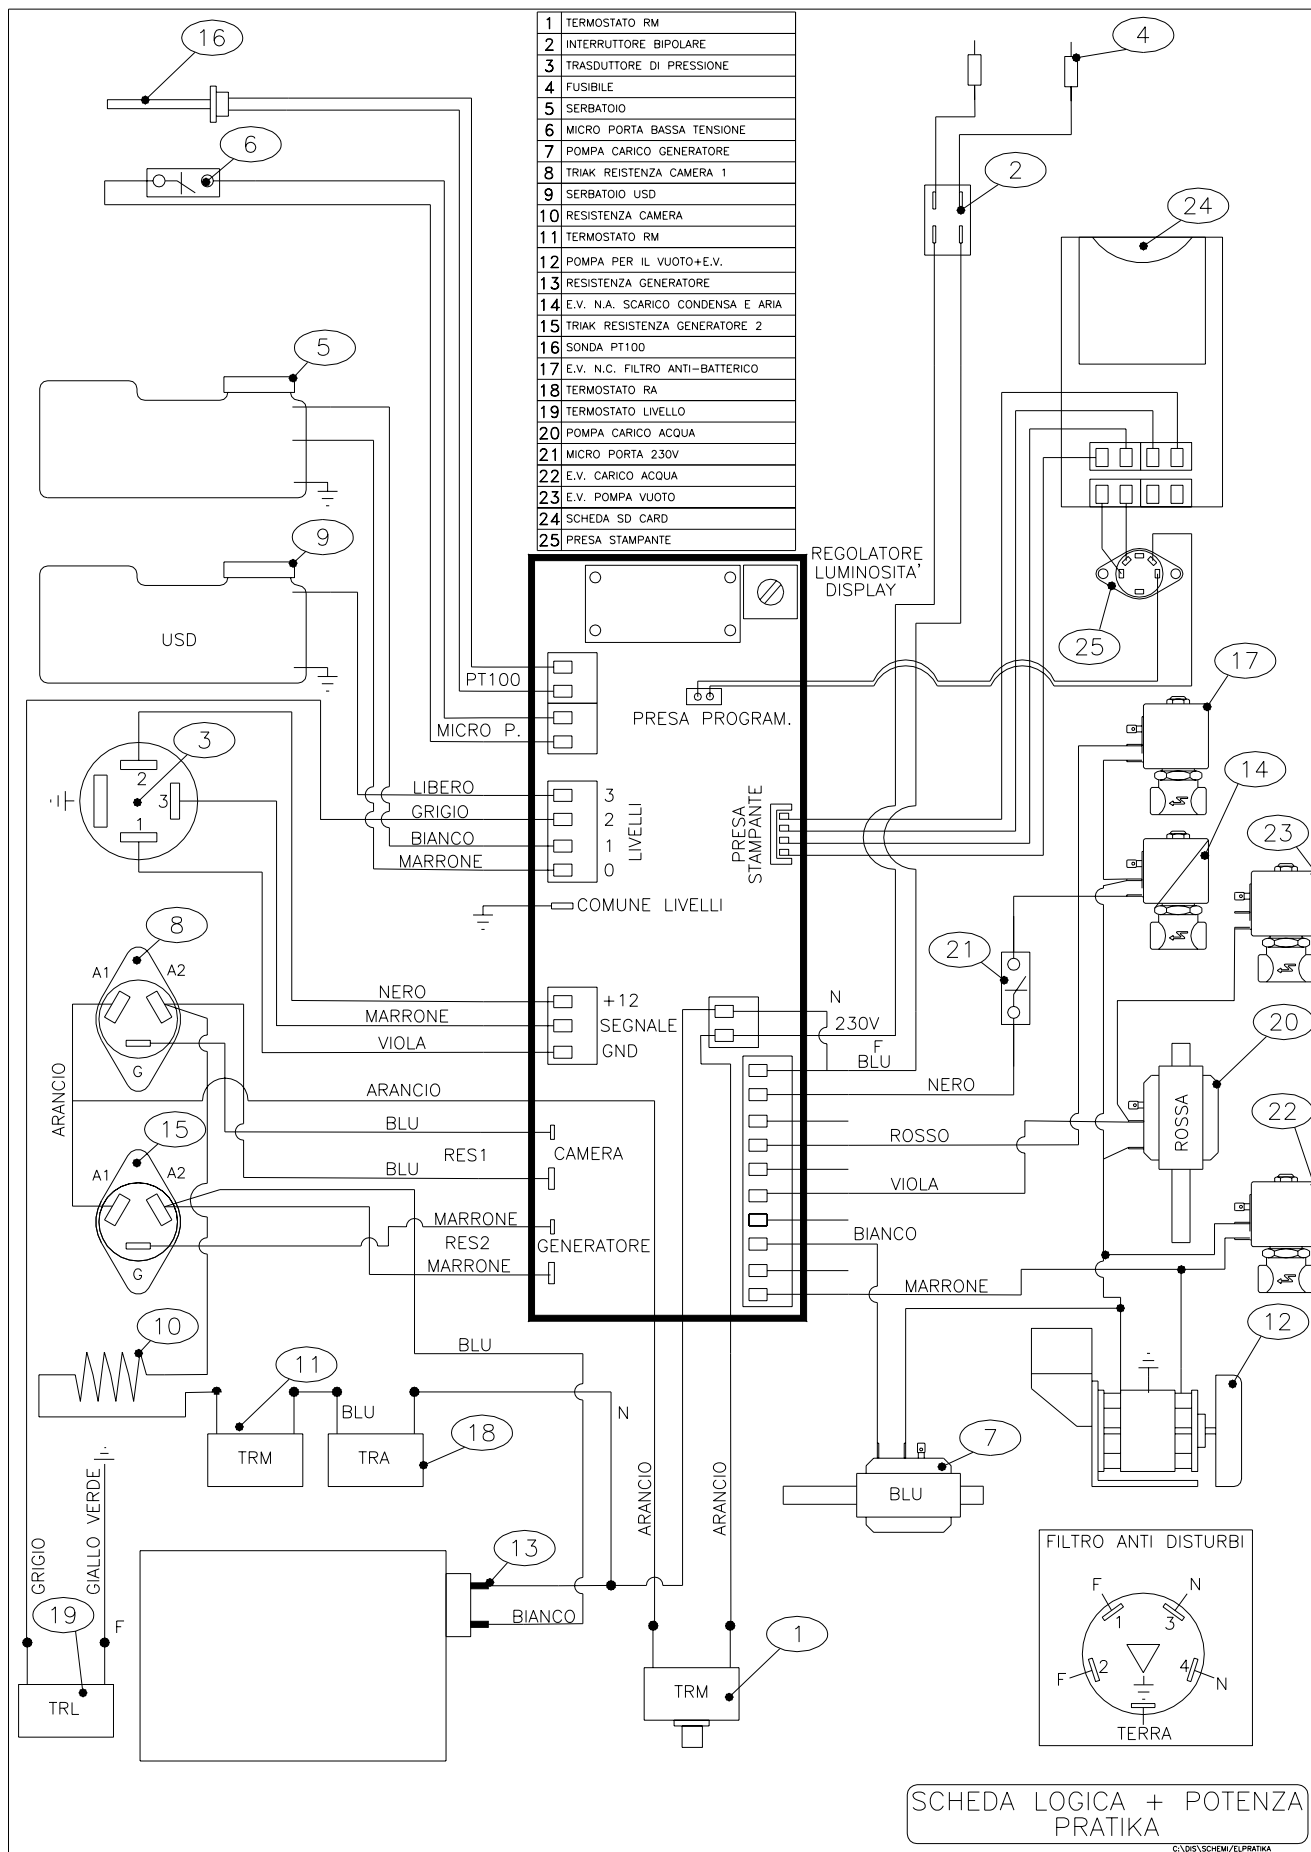 1 TERMOSTATO RM
2 INTERRUTTORE BIPOLARE
3 TRASDUTTORE DI PRESSIONE
4 FUSIBILE
5 SERBATOIO
6 MICRO PORTA BASSA TENSIONE
7 POMPA CARICO GENERATORE
8 TRIAK REISTENZA CAMERA 1
9 SERBATOIO USD
10 RESISTENZA CAMERA
11 TERMOSTATO RM
12 POMPA PER IL VUOTO+E.V.
13 RESISTENZA GENERATORE
14 E.V. N.A. SCARICO CONDENSA E ARIA
15 TRIAK RESISTENZA GENERATORE 2
16 SONDA PT100
17 E.V. N.C. FILTRO ANTI-BATTERICO
18 TERMOSTATO RA
19 TERMOSTATO LIVELLO
20 POMPA CARICO ACQUA
21 MICRO PORTA 230V
22 E.V. CARICO ACQUA
23 E.V. POMPA VUOTO
24 SCHEDA SD CARD
25 PRESA STAMPANTE
16
4
6
2
24
5
9
USD
REGOLATORE
LUMINOSITA'
DISPLAY
25
17
PT100
MICRO P.
PRESA PROGRAM.
3
2
3
1
14
23
LIBERO
GRIGIO
BIANCO
MARRONE
3
2
1
0
LIVELLI
PRESA
STAMPANTE
COMUNE LIVELLI
8
A1
A2
G
21
20
NERO
MARRONE
VIOLA
+12
SEGNALE
GND
N
230V
F
BLU
NERO
ROSSA
22
ARANCIO
ARANCIO
BLU
RES1
CAMERA
BLU
ROSSO
VIOLA
15
A1
A2
G
MARRONE
RES2
GENERATORE
MARRONE
BIANCO
MARRONE
10
BLU
12
11
BLU
N
TRM
TRA
18
7
BLU
ARANCIO
ARANCIO
GRIGIO
GIALLO VERDE
F
19
TRL
13
BIANCO
1
TRM
FILTRO ANTI DISTURBI
F
N
1
3
F
2
4
N
TERRA
SCHEDA LOGICA + POTENZA
PRATIKA
C:\DIS\SCHEMI/ELPRATIKA